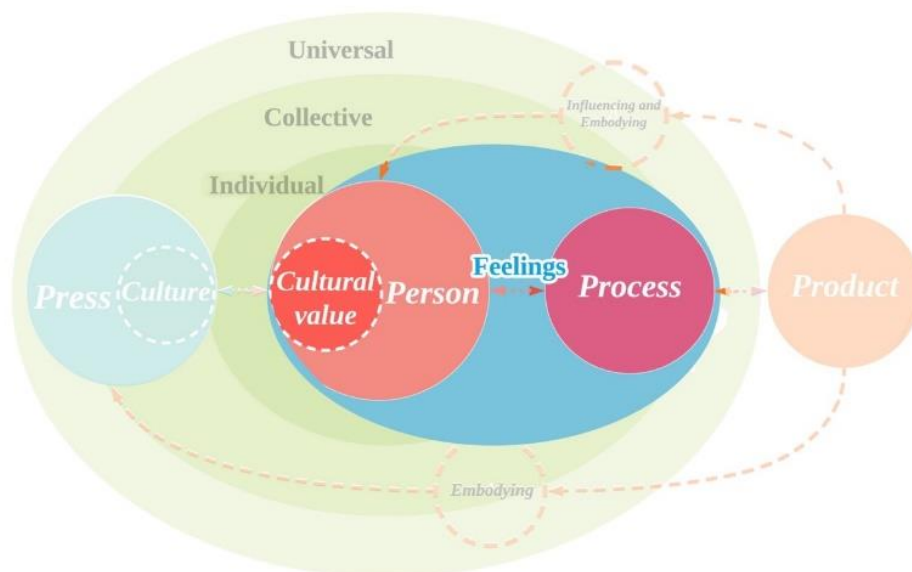 Universal
Collective
Individual
Influencing and
Embodying
Press
Culture
Cultural
value
Person
Feelings
Process
Product
Embodying